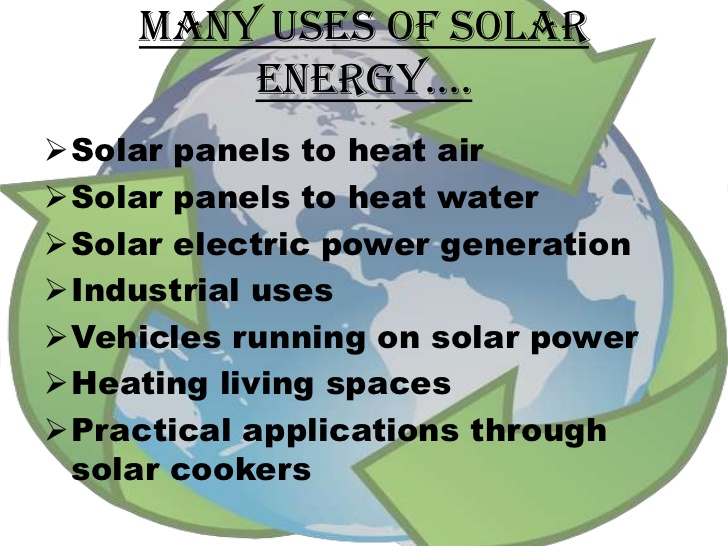 MANY USES OF SOLAR
ENERGY....
➢Solar panels to heat air
➢Solar panels to heat water
➢Solar electric power generation
➢Industrial uses
➢Vehicles running on solar power
➢Heating living spaces
➢Practical applications through
solar cookers